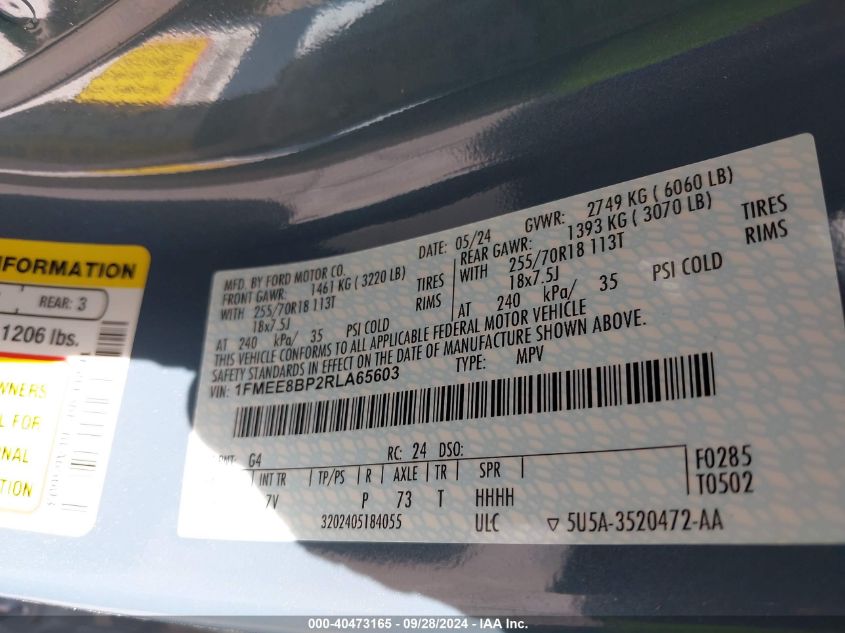 NFORMATION
REAR: 3
1206 lbs.
WNERS
L FOR
NAL
TION
MFD. BY FORD MOTOR CO.
DATE: 05/24
GVWR: 2749 KG ( 6060 LB)
FRONT GAWR: 1461 KG ( 3220 LB)
REAR GAWR: 1393 KG ( 3070 LB)
WITH 255/70R18 113T TIRES
WITH 255/70R18 113T TIRES
18x7.5J RIMS
18x7.5J RIMS
AT 240 kPa/ 35 PSI COLD
AT 240 kPa/ 35 PSI COLD
THIS VEHICLE CONFORMS TO ALL APPLICABLE FEDERAL MOTOR VEHICLE
SAFETY STANDARDS IN EFFECT ON THE DATE OF MANUFACTURE SHOWN ABOVE.
VIN: 1FMEE8BP2RLA65603
TYPE: MPV
G4
RC: 24 DSO:
INT TR TP/PS R AXLE TR SPR
7V P 73 T HHHH
F0285
T0502
3202405184055
ULC
▽ 5U5A-3520472-AA
000-40473165 - 09/28/2024 - IAA Inc.